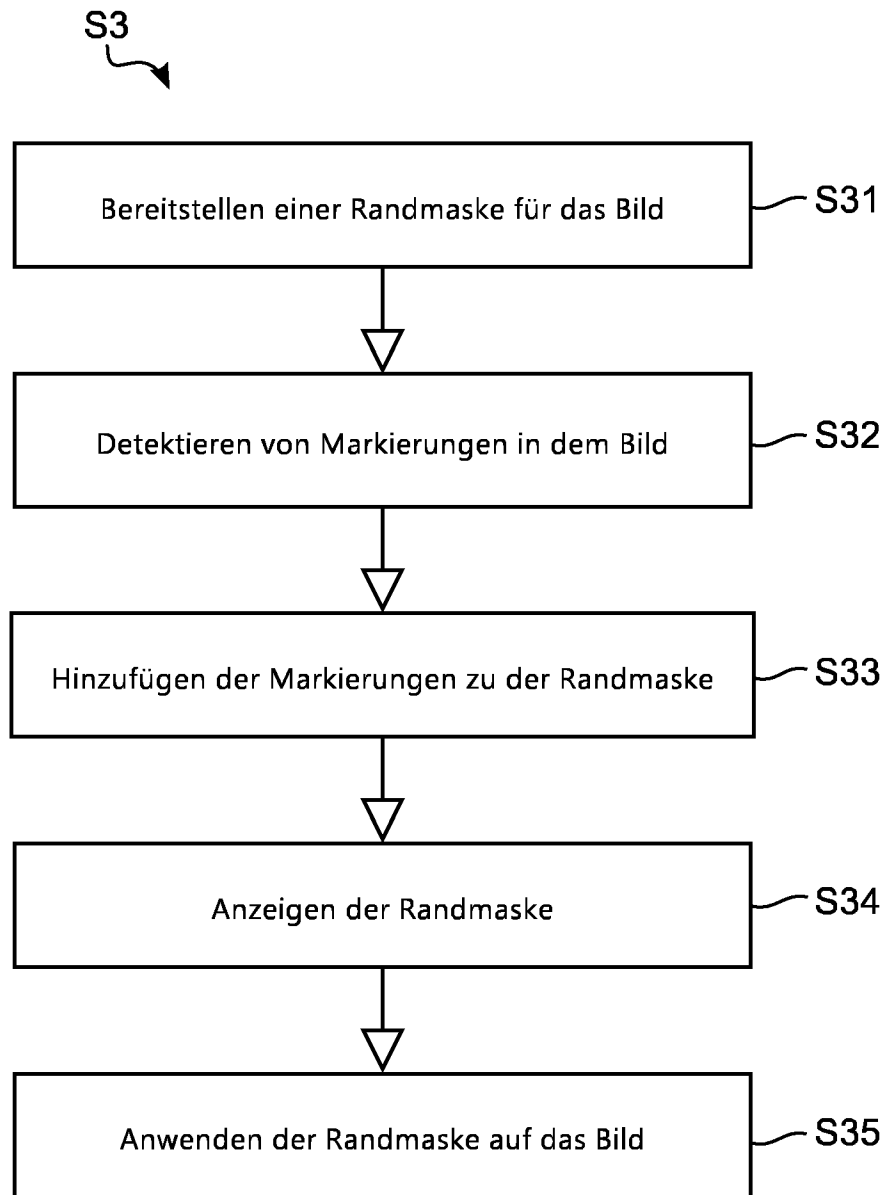 S3
Bereitstellen einer Randmaske für das Bild
S31
Detektieren von Markierungen in dem Bild
S32
Hinzufügen der Markierungen zu der Randmaske
S33
Anzeigen der Randmaske
S34
Anwenden der Randmaske auf das Bild
S35